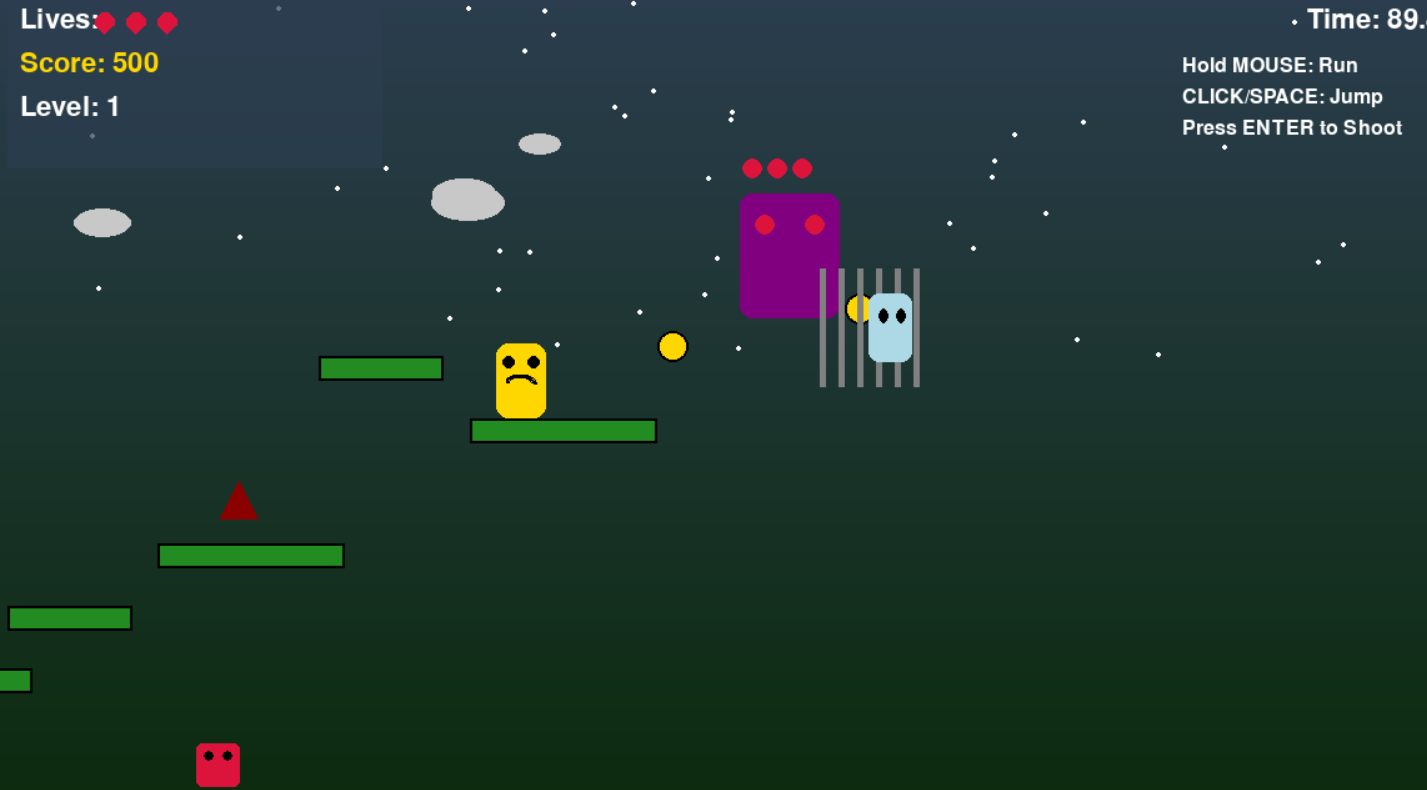 Lives:
Score: 500
Level: 1
Time: 89.
Hold MOUSE: Run
CLICK/SPACE: Jump
Press ENTER to Shoot